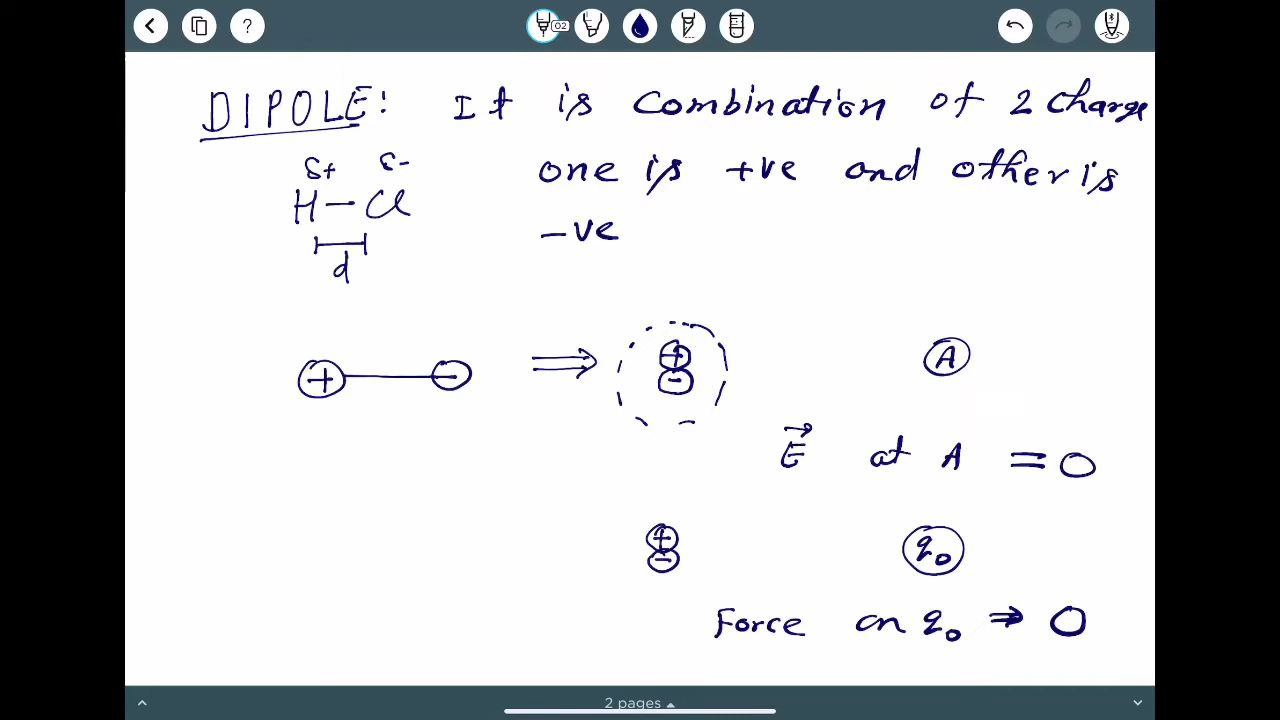 ?
O2
DIPOLE: It is combination of 2 charge
δ+ δ-
one is +ve and other is
H - Cl
-ve
d
+ -
⇒
+
-
A
E⃗ at A = 0
+
-
q₀
Force on q₀ ⇒ 0
2 pages